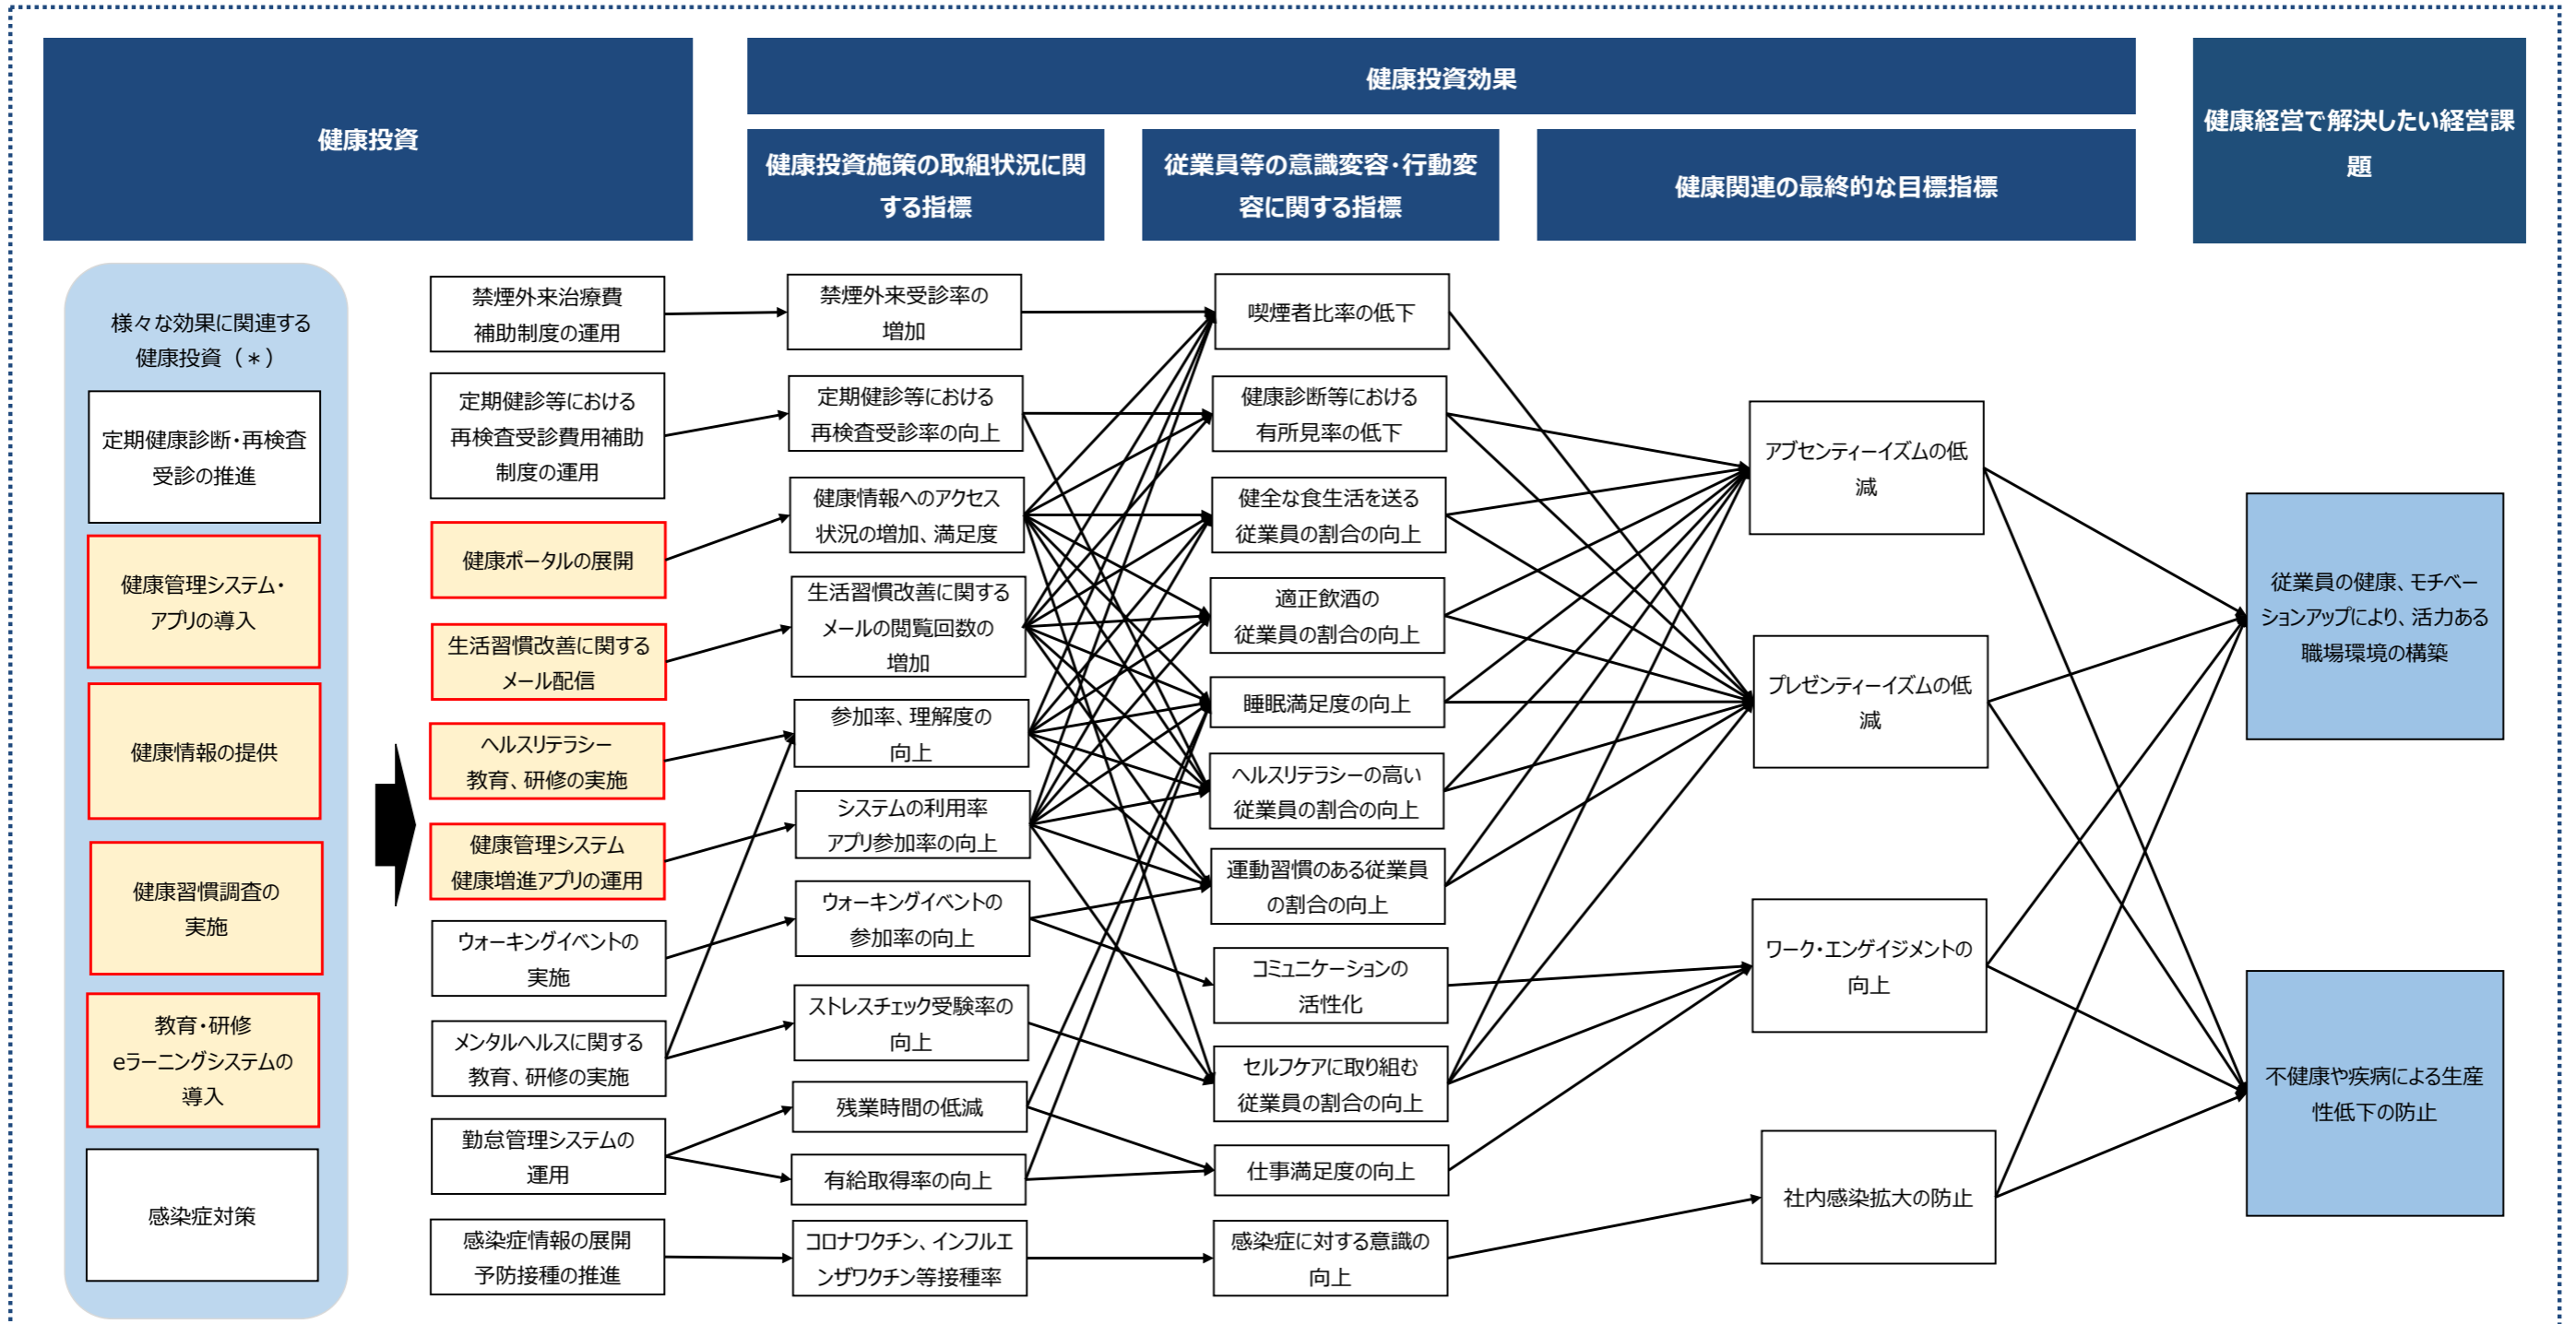 健康投資
健康投資効果
健康経営で解決したい経営課
題
健康投資施策の取組状況に関
する指標
従業員等の意識変容・行動変
容に関する指標
健康関連の最終的な目標指標
様々な効果に関連する
健康投資（＊）
定期健康診断・再検査
受診の推進
健康管理システム・
アプリの導入
健康情報の提供
健康習慣調査の
実施
教育・研修
eラーニングシステムの
導入
感染症対策
禁煙外来治療費
補助制度の運用
定期健診等における
再検査受診費用補助
制度の運用
健康ポータルの展開
生活習慣改善に関する
メール配信
ヘルスリテラシー
教育、研修の実施
健康管理システム
健康増進アプリの運用
ウォーキングイベントの
実施
メンタルヘルスに関する
教育、研修の実施
勤怠管理システムの
運用
感染症情報の展開
予防接種の推進
禁煙外来受診率の
増加
定期健診等における
再検査受診率の向上
健康情報へのアクセス
状況の増加、満足度
生活習慣改善に関する
メールの閲覧回数の
増加
参加率、理解度の
向上
システムの利用率
アプリ参加率の向上
ウォーキングイベントの
参加率の向上
ストレスチェック受験率の
向上
残業時間の低減
有給取得率の向上
コロナワクチン、インフルエ
ンザワクチン等接種率
喫煙者比率の低下
健康診断等における
有所見率の低下
健全な食生活を送る
従業員の割合の向上
適正飲酒の
従業員の割合の向上
睡眠満足度の向上
ヘルスリテラシーの高い
従業員の割合の向上
運動習慣のある従業員
の割合の向上
コミュニケーションの
活性化
セルフケアに取り組む
従業員の割合の向上
仕事満足度の向上
感染症に対する意識の
向上
アブセンティーイズムの低
減
プレゼンティーイズムの低
減
ワーク・エンゲイジメントの
向上
社内感染拡大の防止
従業員の健康、モチベー
ションアップにより、活力ある
職場環境の構築
不健康や疾病による生産
性低下の防止